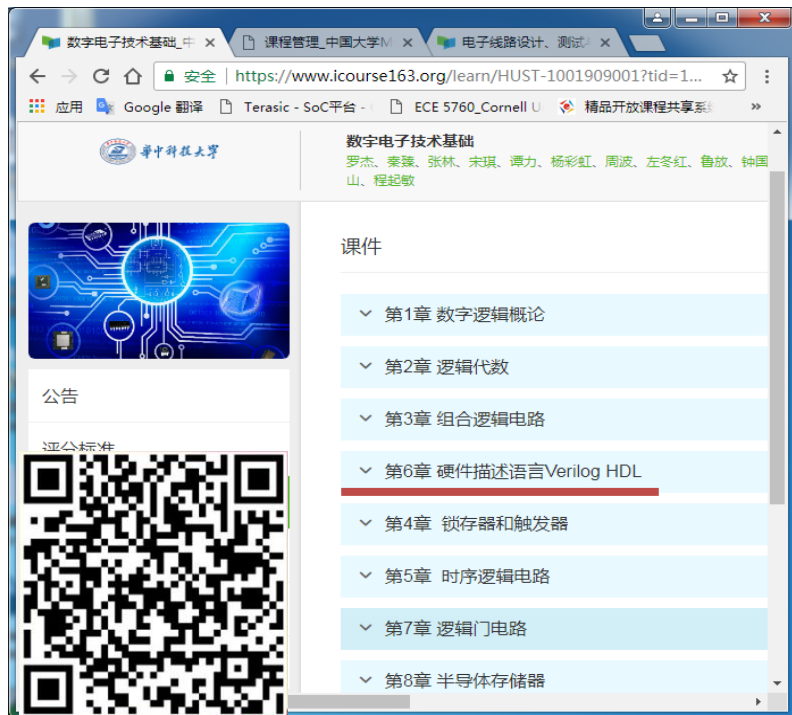 数字电子技术基础_中
课程管理_中国大学M
电子线路设计、测试
安全 | https://www.icourse163.org/learn/HUST-1001909001?tid=1...
应用 Google 翻译 Terasic - SoC平台 - ECE 5760_Cornell U 精品开放课程共享系
华中科技大学
数字电子技术基础
罗杰、秦臻、张林、宋琪、谭力、杨彩虹、周波、左冬红、鲁放、钟国
山、程起敏
课件
第1章 数字逻辑概论
第2章 逻辑代数
公告
第3章 组合逻辑电路
评分标准
第6章 硬件描述语言Verilog HDL
第4章 锁存器和触发器
第5章 时序逻辑电路
第7章 逻辑门电路
第8章 半导体存储器